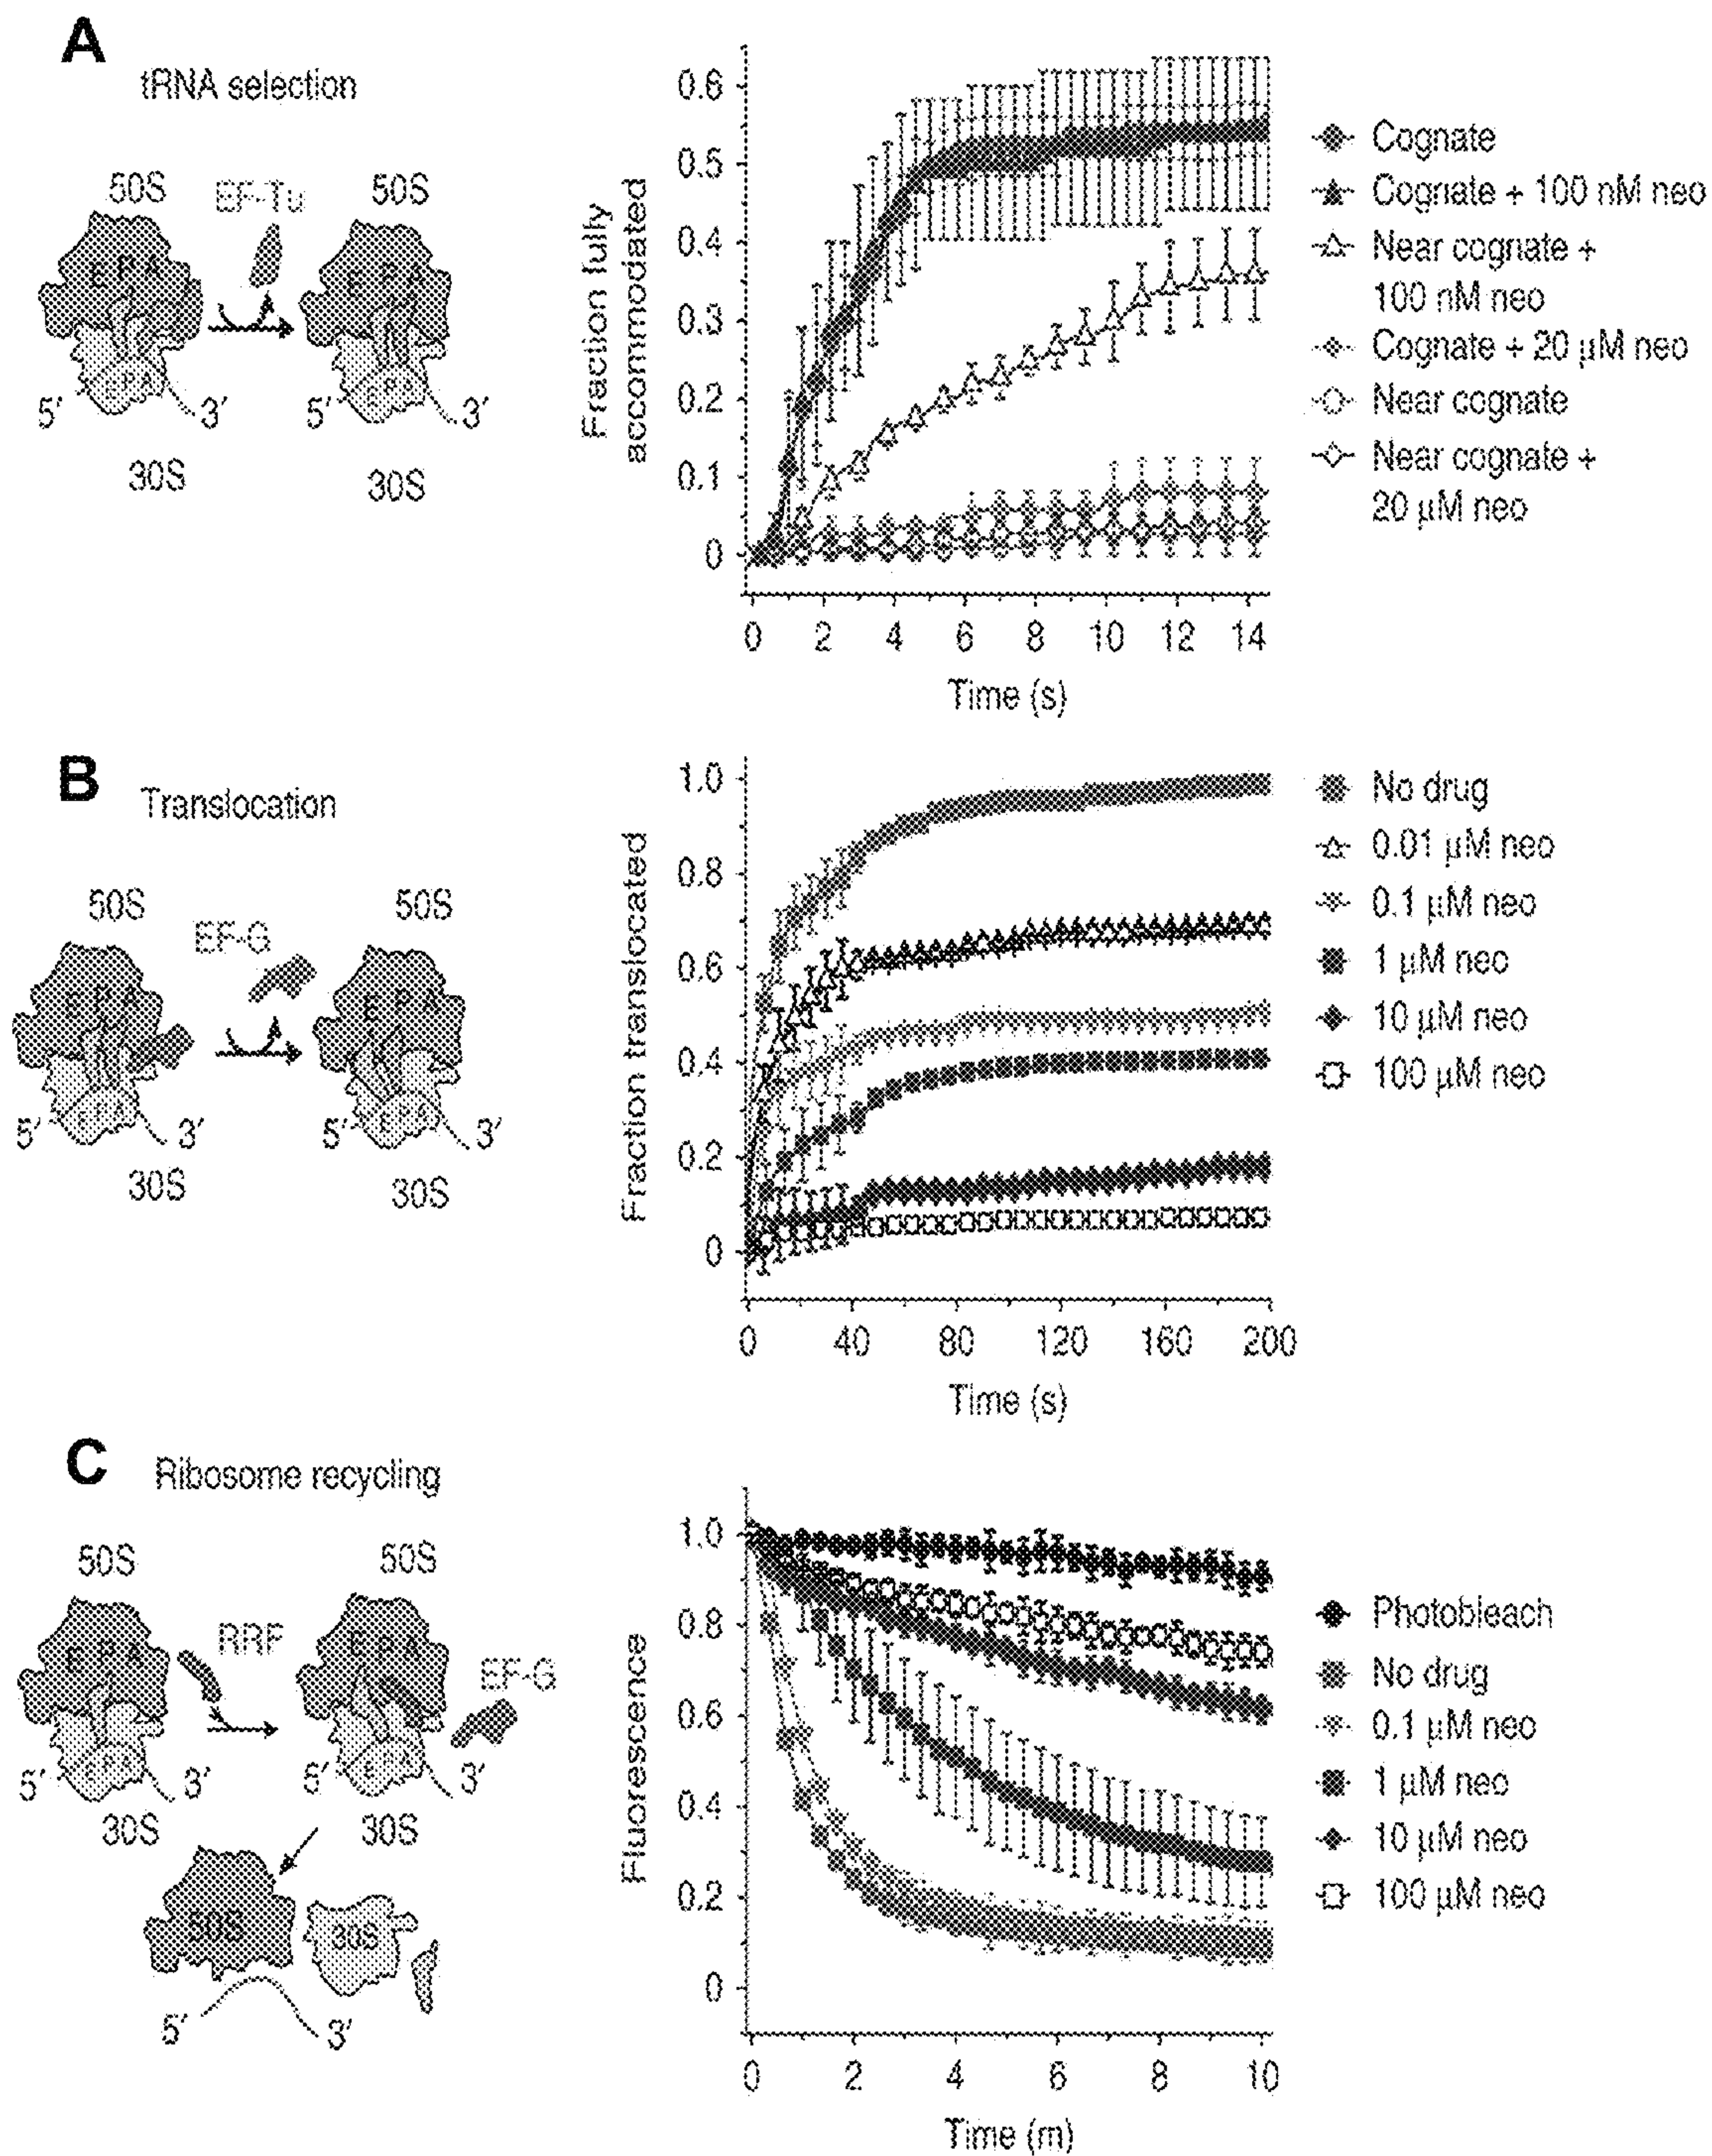 A
tRNA selection
50S
EF-Tu
50S
E P A
E P A
E P A
E P A
5′
3′
5′
3′
30S
30S
Fraction fully
accommodated
0.6
0.5
0.4
0.3
0.2
0.1
0
0 2 4 6 8 10 12 14
Time (s)
Cognate
Cognate + 100 nM neo
Near cognate +
100 nM neo
Cognate + 20 µM neo
Near cognate
Near cognate +
20 µM neo
B
Translocation
50S
EF-G
50S
E P A
E P A
E P A
E P A
5′
3′
5′
3′
30S
30S
Fraction translocated
1.0
0.8
0.6
0.4
0.2
0
0 40 80 120 160 200
Time (s)
No drug
0.01 µM neo
0.1 µM neo
1 µM neo
10 µM neo
100 µM neo
C
Ribosome recycling
50S
RRF
50S
EF-G
E P A
E P A
E P A
E P A
5′
3′
5′
3′
30S
30S
50S
30S
5′
3′
Fluorescence
1.0
0.8
0.6
0.4
0.2
0
0 2 4 6 8 10
Time (m)
Photobleach
No drug
0.1 µM neo
1 µM neo
10 µM neo
100 µM neo